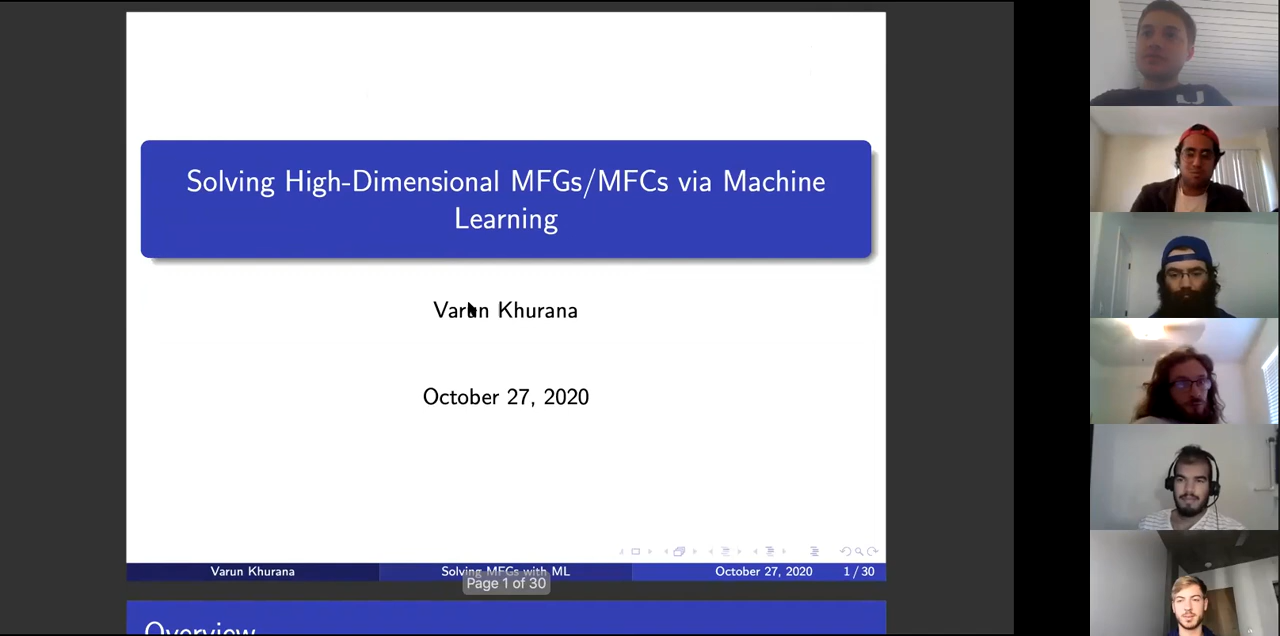 Solving High-Dimensional MFGs/MFCs via Machine
Learning
Varun Khurana
October 27, 2020
Varun Khurana
Solving MFGs with ML
October 27, 2020
1 / 30
Page 1 of 30
Overview